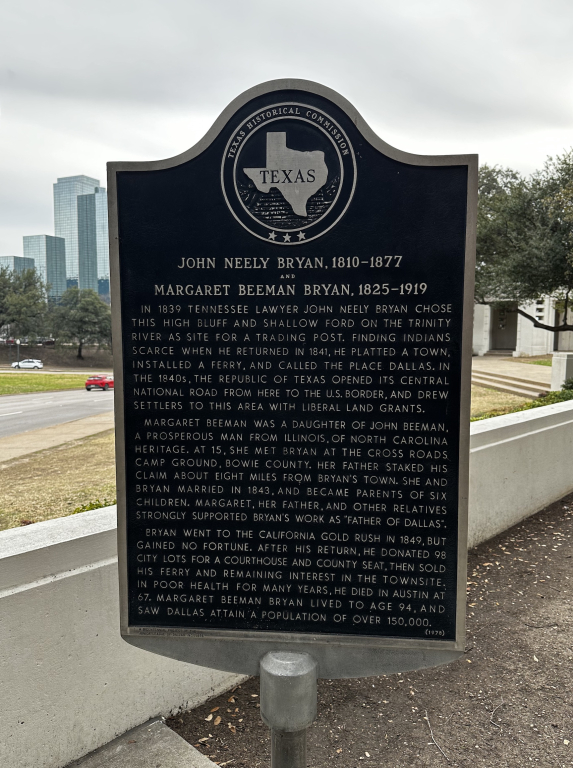 TEXAS HISTORICAL COMMISSION
TEXAS
JOHN NEELY BRYAN, 1810-1877
AND
MARGARET BEEMAN BRYAN, 1825-1919
IN 1839 TENNESSEE LAWYER JOHN NEELY BRYAN CHOSE
THIS HIGH BLUFF AND SHALLOW FORD ON THE TRINITY
RIVER AS SITE FOR A TRADING POST. FINDING INDIANS
SCARCE WHEN HE RETURNED IN 1841, HE PLATTED A TOWN,
INSTALLED A FERRY, AND CALLED THE PLACE DALLAS. IN
THE 1840s, THE REPUBLIC OF TEXAS OPENED ITS CENTRAL
NATIONAL ROAD FROM HERE TO THE U.S. BORDER, AND DREW
SETTLERS TO THIS AREA WITH LIBERAL LAND GRANTS.
MARGARET BEEMAN WAS A DAUGHTER OF JOHN BEEMAN,
A PROSPEROUS MAN FROM ILLINOIS, OF NORTH CAROLINA
HERITAGE. AT 15, SHE MET BRYAN AT THE CROSS ROADS
CAMP GROUND, BOWIE COUNTY. HER FATHER STAKED HIS
CLAIM ABOUT EIGHT MILES FROM BRYAN'S TOWN. SHE AND
BRYAN MARRIED IN 1843, AND BECAME PARENTS OF SIX
CHILDREN. MARGARET, HER FATHER, AND OTHER RELATIVES
STRONGLY SUPPORTED BRYAN'S WORK AS "FATHER OF DALLAS".
BRYAN WENT TO THE CALIFORNIA GOLD RUSH IN 1849, BUT
GAINED NO FORTUNE. AFTER HIS RETURN, HE DONATED 98
CITY LOTS FOR A COURTHOUSE AND COUNTY SEAT, THEN SOLD
HIS FERRY AND REMAINING INTEREST IN THE TOWNSITE.
IN POOR HEALTH FOR MANY YEARS, HE DIED IN AUSTIN AT
67. MARGARET BEEMAN BRYAN LIVED TO AGE 94, AND
SAW DALLAS ATTAIN A POPULATION OF OVER 150,000.
(1978)